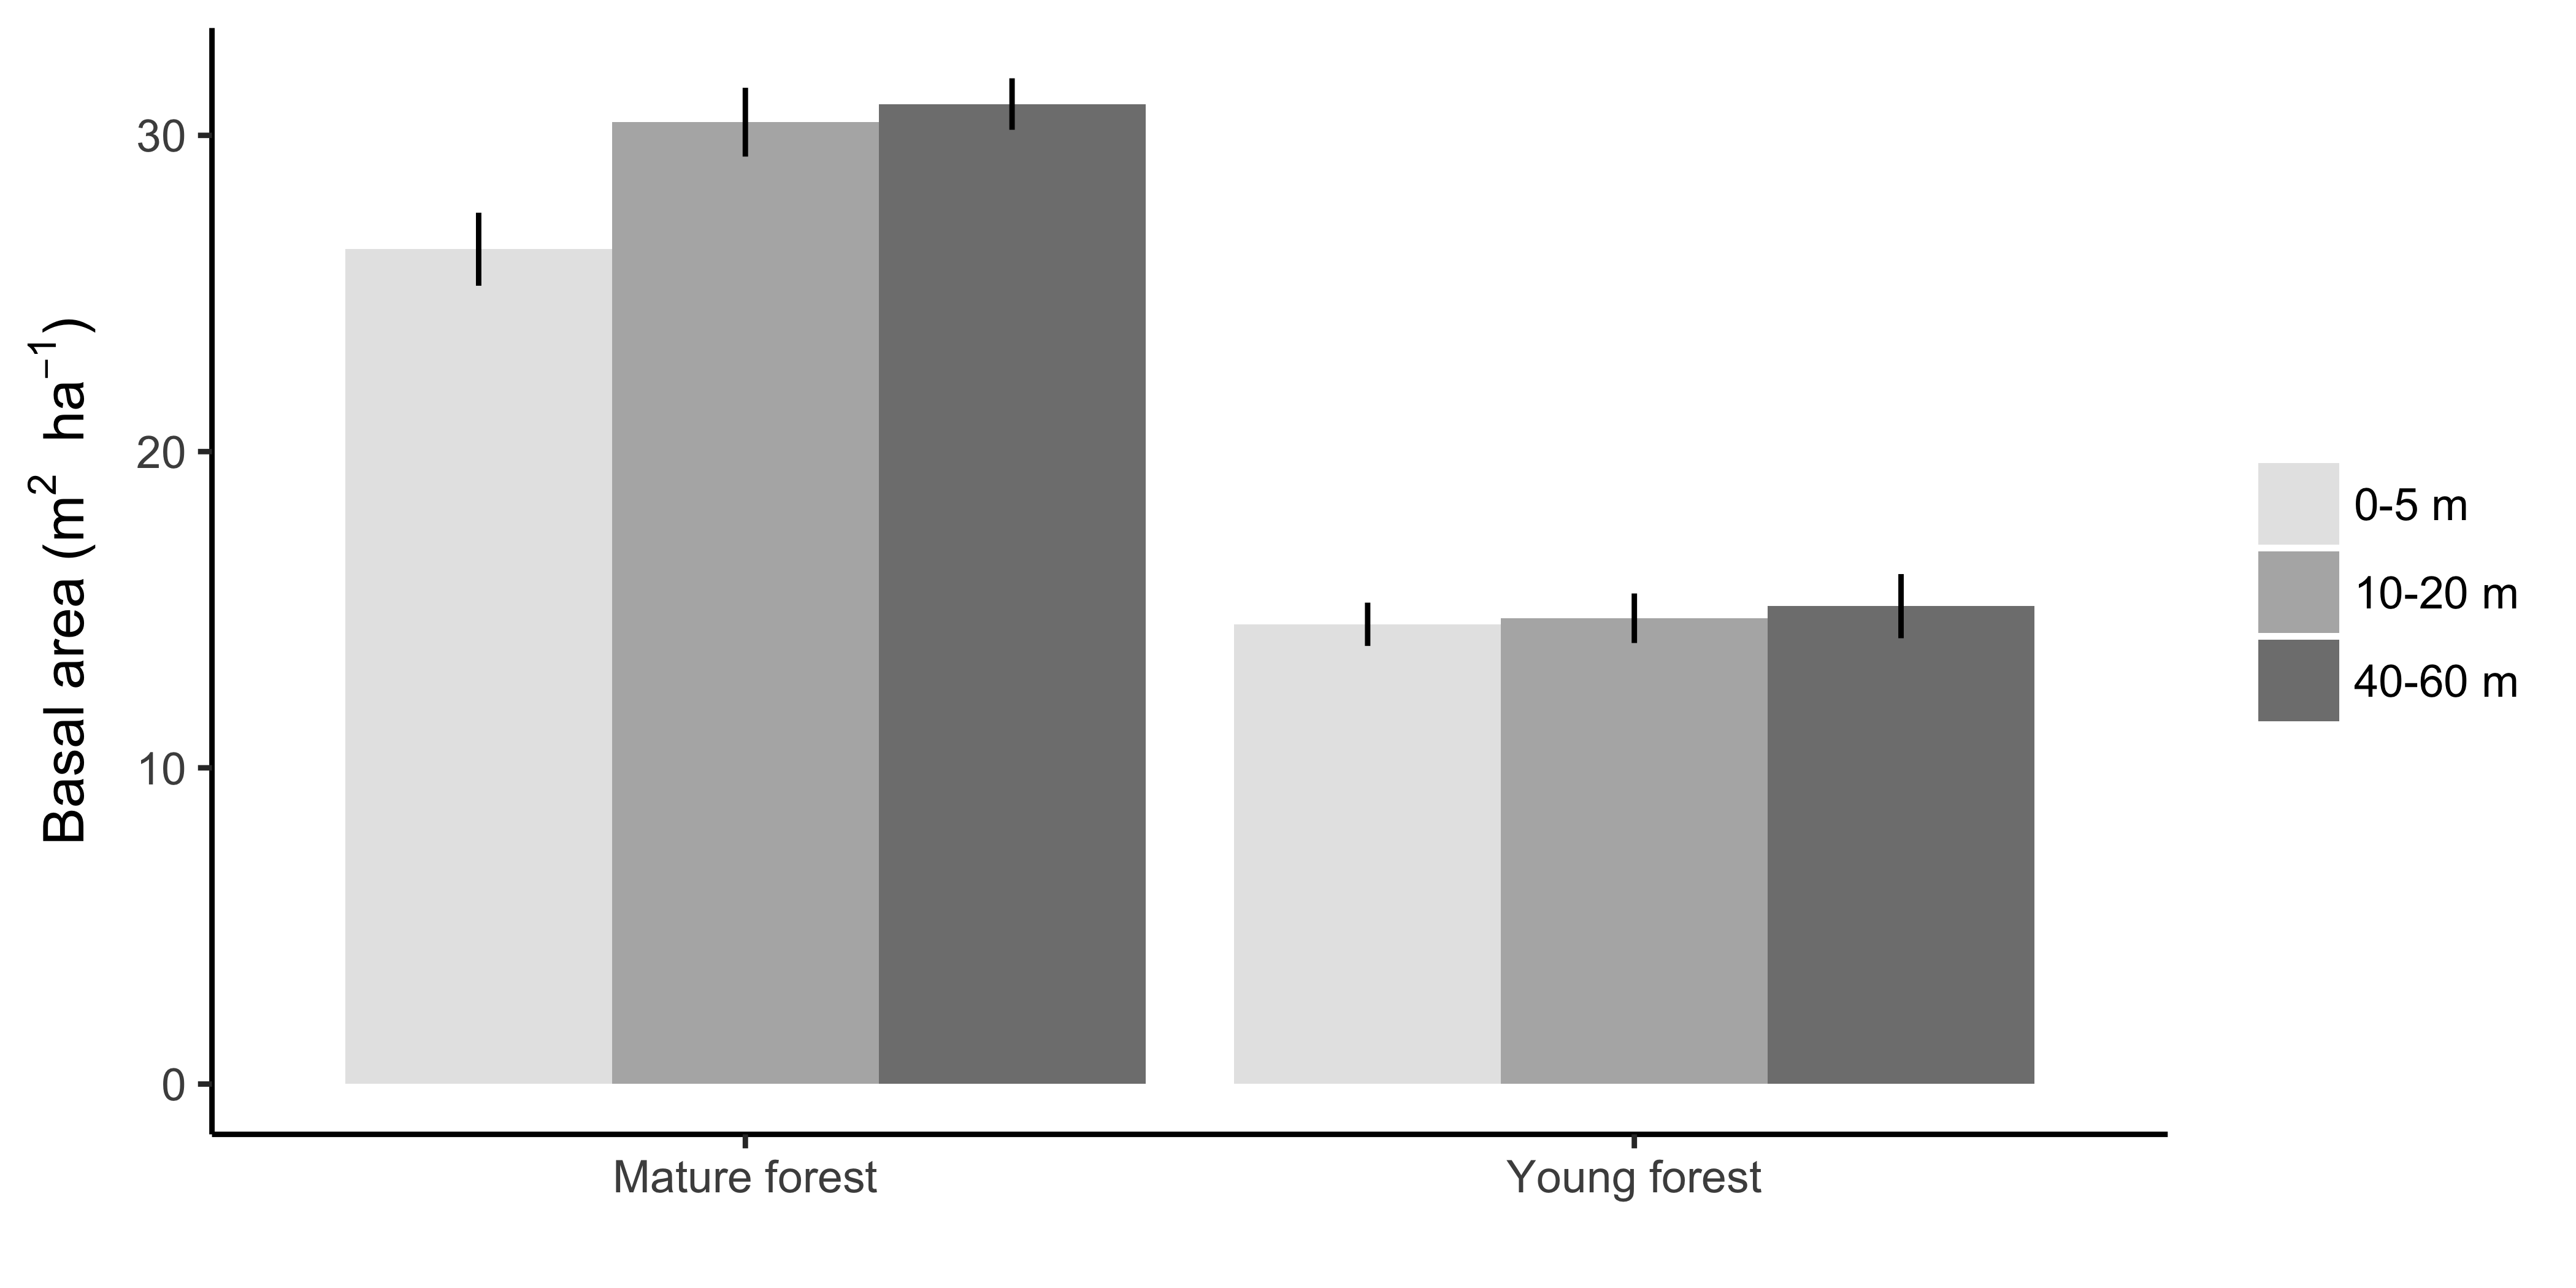 Basal area (m² ha⁻¹)
30
20
10
0
Mature forest
Young forest
0-5 m
10-20 m
40-60 m